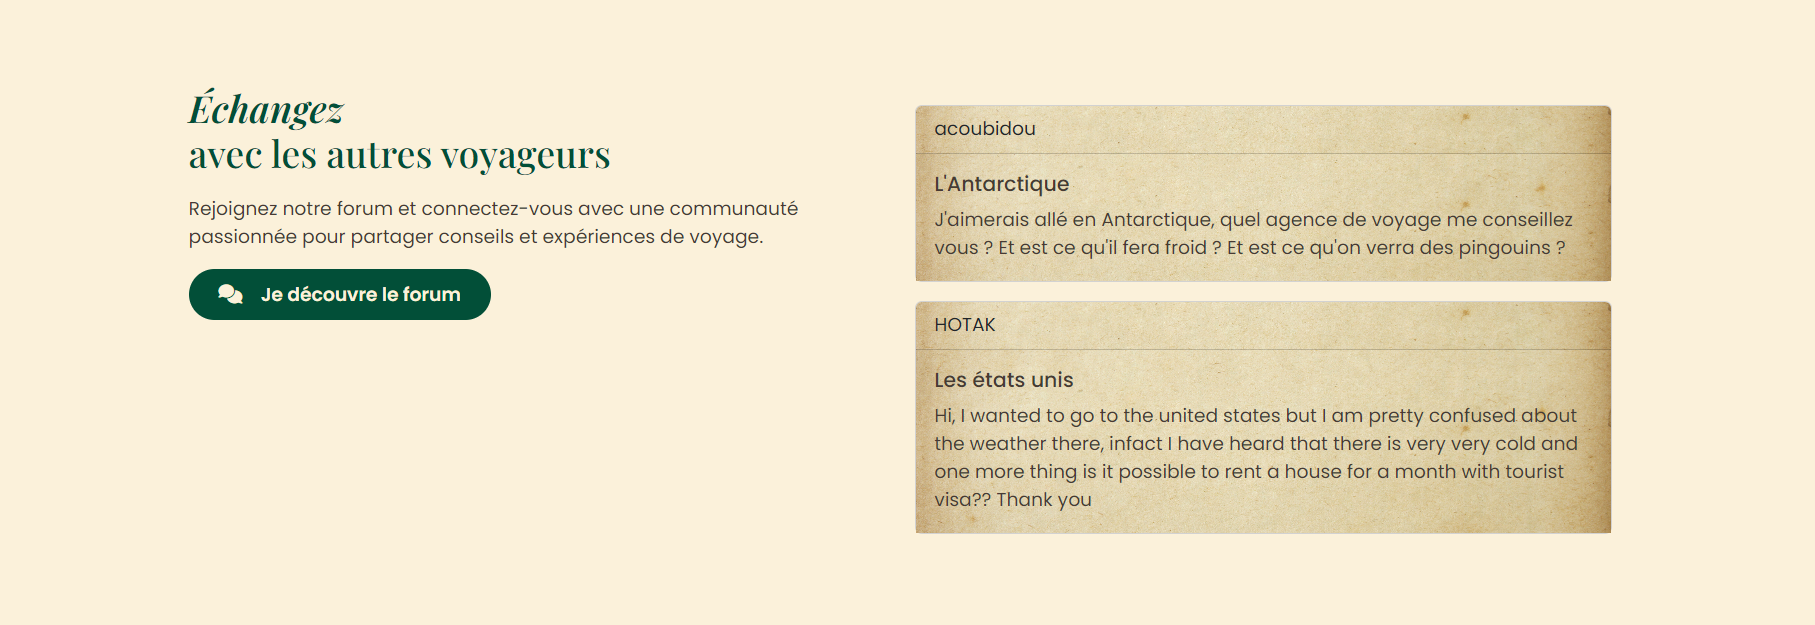 Échangez
avec les autres voyageurs
Rejoignez notre forum et connectez-vous avec une communauté
passionnée pour partager conseils et expériences de voyage.
Je découvre le forum
acoubidou
L'Antarctique
J'aimerais allé en Antarctique, quel agence de voyage me conseillez
vous ? Et est ce qu'il fera froid ? Et est ce qu'on verra des pingouins ?
HOTAK
Les états unis
Hi, I wanted to go to the united states but I am pretty confused about
the weather there, infact I have heard that there is very very cold and
one more thing is it possible to rent a house for a month with tourist
visa?? Thank you